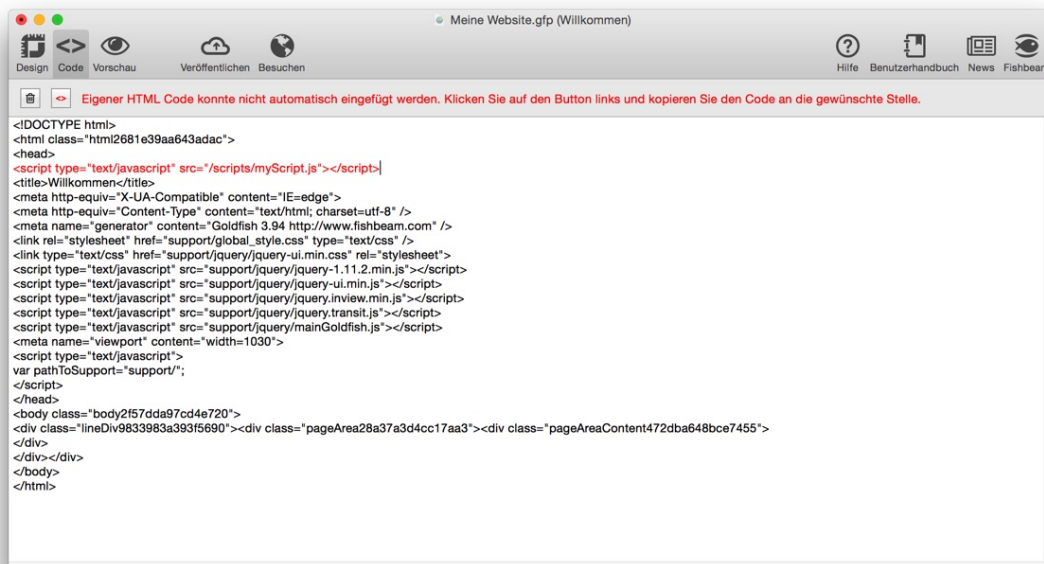 Meine Website.gfp (Willkommen)
Design Code Vorschau Veröffentlichen Besuchen Hilfe Benutzerhandbuch News Fishbeam
Eigener HTML Code konnte nicht automatisch eingefügt werden. Klicken Sie auf den Button links und kopieren Sie den Code an die gewünschte Stelle.
<!DOCTYPE html>
<html class="html2681e39aa643adac">
<head>
<script type="text/javascript" src="/scripts/myScript.js"></script>
<title>Willkommen</title>
<meta http-equiv="X-UA-Compatible" content="IE=edge">
<meta http-equiv="Content-Type" content="text/html; charset=utf-8" />
<meta name="generator" content="Goldfish 3.94 http://www.fishbeam.com" />
<link rel="stylesheet" href="support/global_style.css" type="text/css" />
<link type="text/css" href="support/jquery/jquery-ui.min.css" rel="stylesheet">
<script type="text/javascript" src="support/jquery/jquery-1.11.2.min.js"></script>
<script type="text/javascript" src="support/jquery/jquery-ui.min.js"></script>
<script type="text/javascript" src="support/jquery/jquery.inview.min.js"></script>
<script type="text/javascript" src="support/jquery/jquery.transit.js"></script>
<script type="text/javascript" src="support/jquery/mainGoldfish.js"></script>
<meta name="viewport" content="width=1030">
<script type="text/javascript">
var pathToSupport="support/";
</script>
</head>
<body class="body2f57dda97cd4e720">
<div class="lineDiv9833983a393f5690"><div class="pageArea28a37a3d4cc17aa3"><div class="pageAreaContent472dba648bce7455">
</div>
</div></div>
</body>
</html>